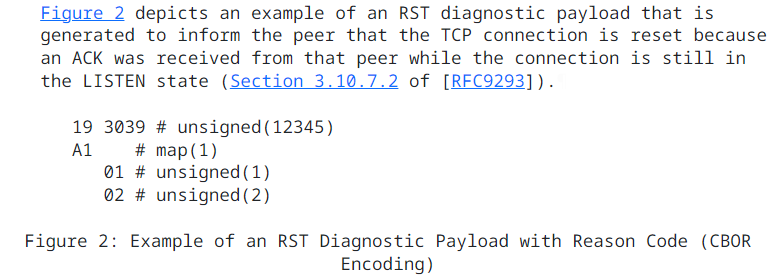 Figure 2 depicts an example of an RST diagnostic payload that is
generated to inform the peer that the TCP connection is reset because
an ACK was received from that peer while the connection is still in
the LISTEN state (Section 3.10.7.2 of [RFC9293]).
19 3039 # unsigned(12345)
A1    # map(1)
01 # unsigned(1)
02 # unsigned(2)
Figure 2: Example of an RST Diagnostic Payload with Reason Code (CBOR
Encoding)